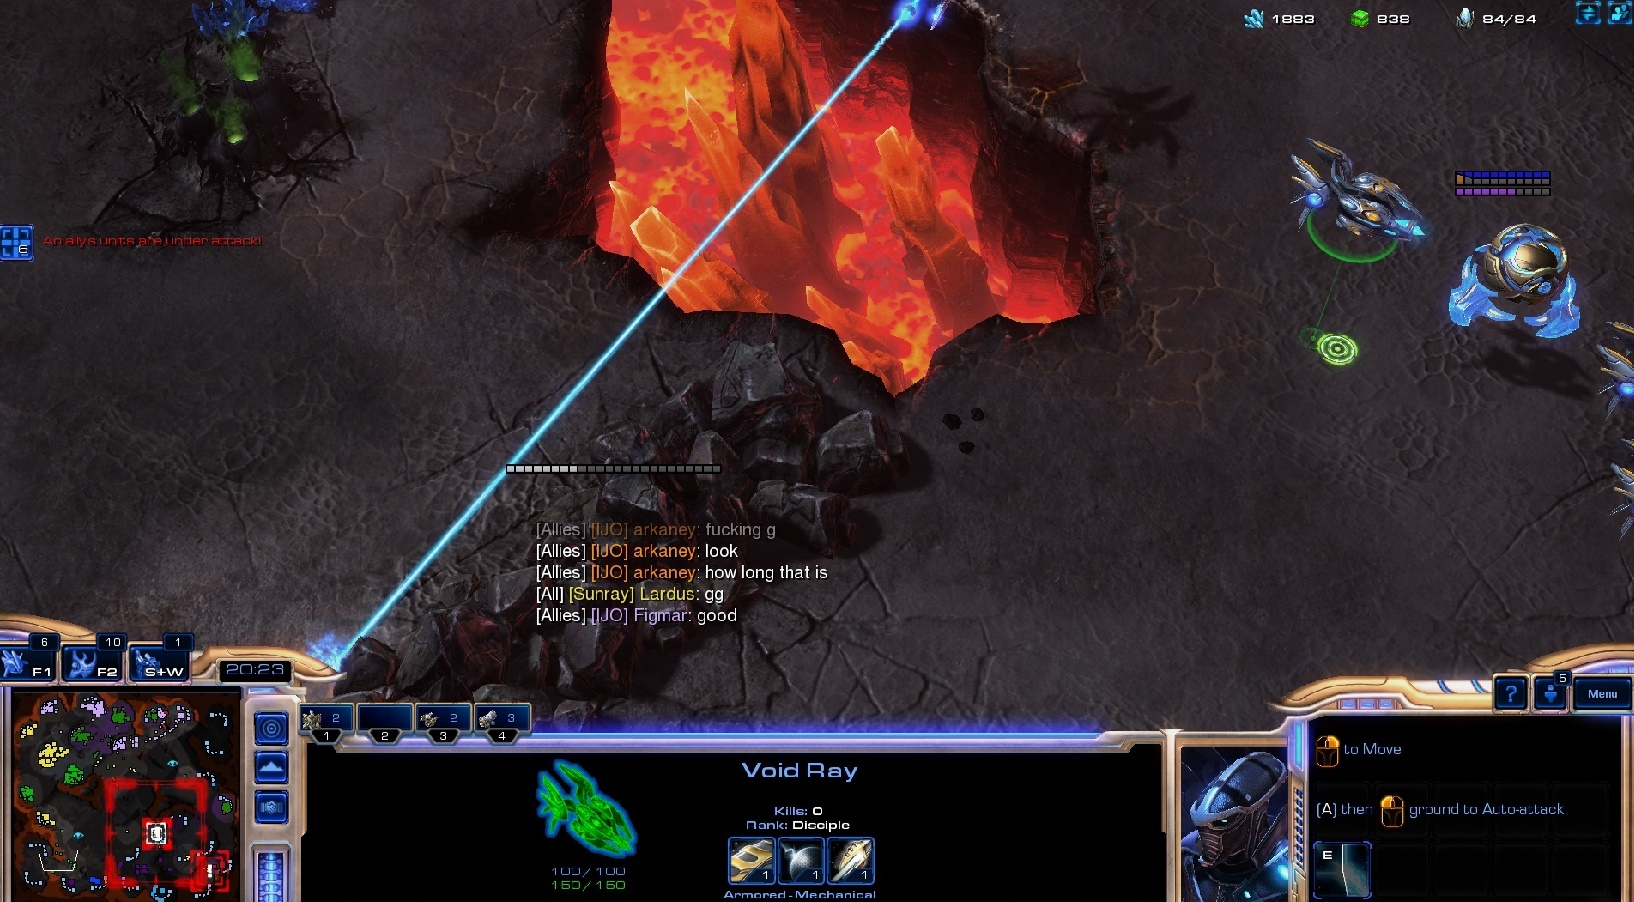 1883 838 84/84
6 An ally's units are under attack!
[Allies] [IJO] arkaney: fucking g
[Allies] [IJO] arkaney: look
[Allies] [IJO] arkaney: how long that is
[All] [Sunray] Lardus: gg
[Allies] [IJO] Figmar: good
6 10 1
F1 F2 S+W
20:23
5
? Menu
2 2 3
1 2 3 4
Void Ray
Kills: 0
Rank: Disciple
1 1 1
100/100
150/150
Armored - Mechanical
to Move
(A) then ground to Auto-attack
E